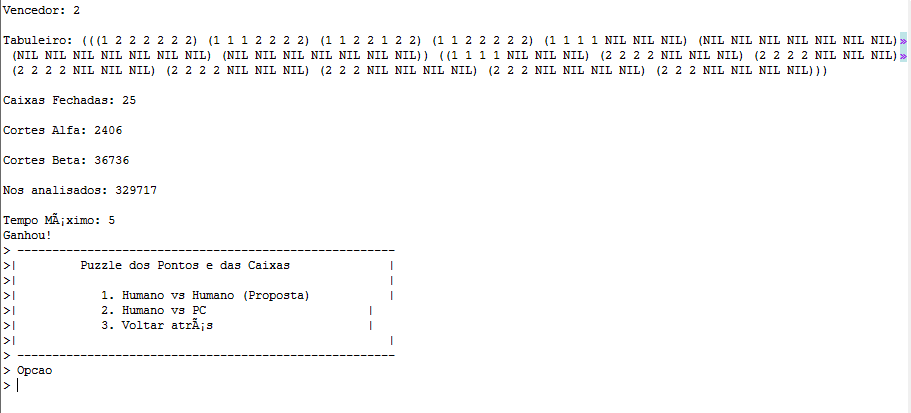 Vencedor: 2
Tabuleiro: (((1 2 2 2 2 2 2) (1 1 1 2 2 2 2) (1 1 2 2 1 2 2) (1 1 2 2 2 2 2) (1 1 1 1 NIL NIL NIL) (NIL NIL NIL NIL NIL NIL NIL)»
(NIL NIL NIL NIL NIL NIL NIL) (NIL NIL NIL NIL NIL NIL NIL)) ((1 1 1 1 NIL NIL NIL) (2 2 2 2 NIL NIL NIL) (2 2 2 2 NIL NIL NIL)»
(2 2 2 2 NIL NIL NIL) (2 2 2 2 NIL NIL NIL) (2 2 2 NIL NIL NIL NIL) (2 2 2 NIL NIL NIL NIL) (2 2 2 NIL NIL NIL NIL)))
Caixas Fechadas: 25
Cortes Alfa: 2406
Cortes Beta: 36736
Nos analisados: 329717
Tempo MÃ¡ximo: 5
Ganhou!
> ------------------------------------------------------
>| Puzzle dos Pontos e das Caixas |
>| |
>| 1. Humano vs Humano (Proposta) |
>| 2. Humano vs PC |
>| 3. Voltar atrÃ¡s |
>| |
> ------------------------------------------------------
> Opcao
>